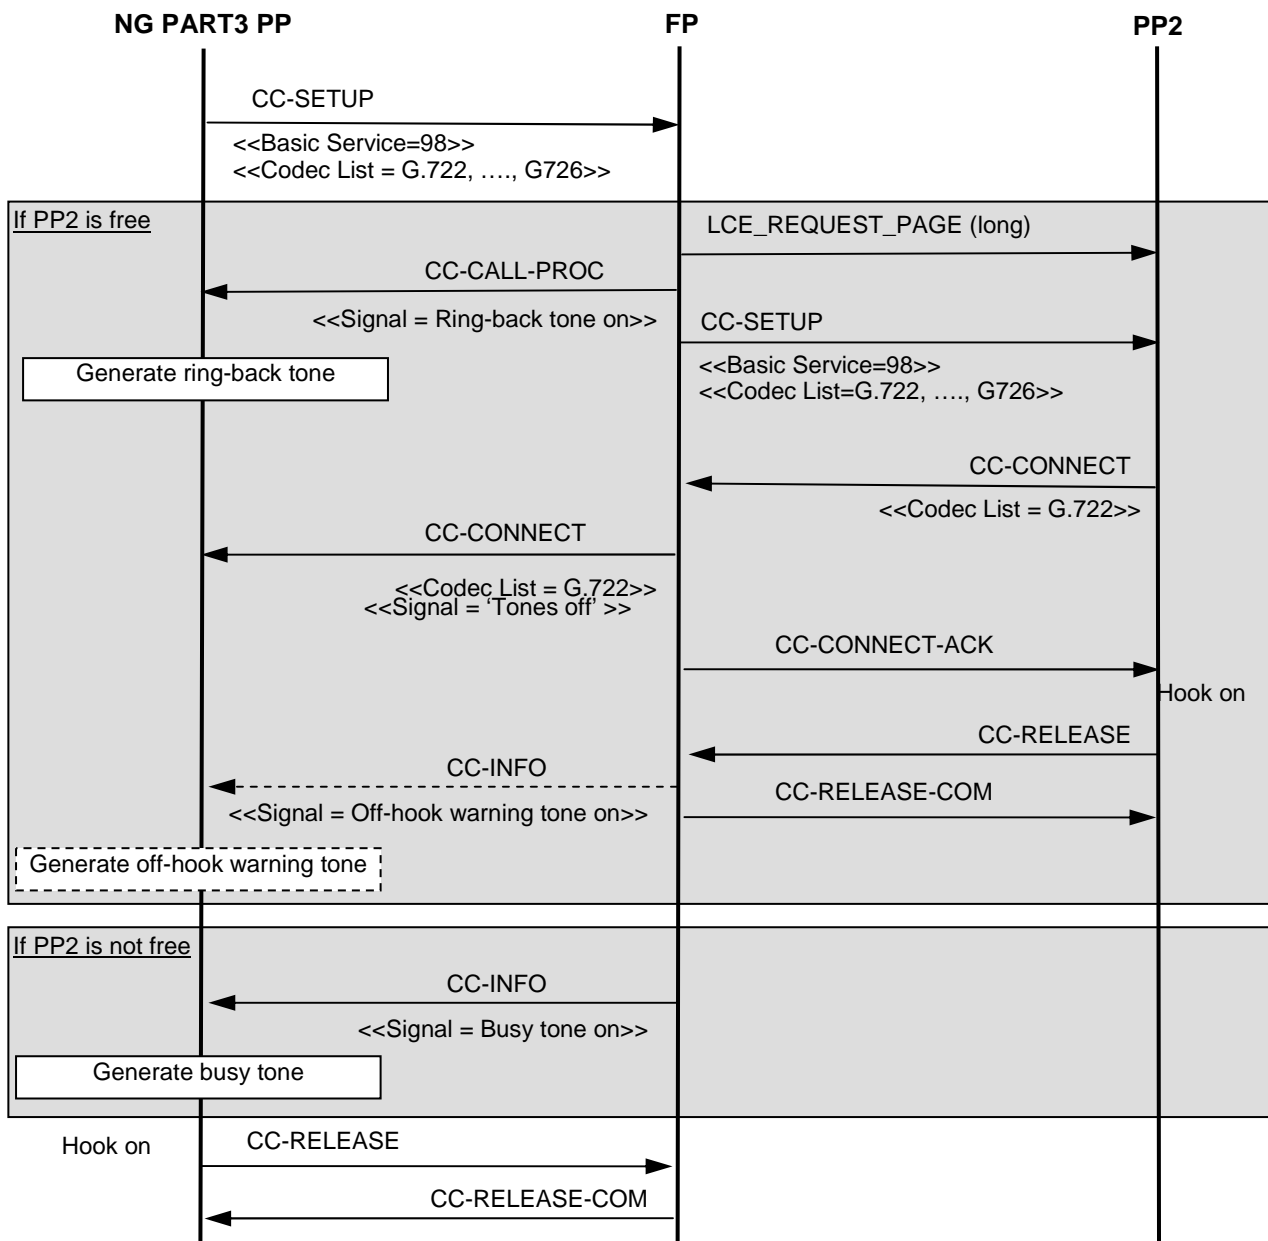 NG PART3 PP FP PP2
CC-SETUP
<<Basic Service=98>>
<<Codec List = G.722, …., G726>>
If PP2 is free
LCE_REQUEST_PAGE (long)
CC-CALL-PROC
<<Signal = Ring-back tone on>>
CC-SETUP
Generate ring-back tone
<<Basic Service=98>>
<<Codec List=G.722, …., G726>>
CC-CONNECT
<<Codec List = G.722>>
CC-CONNECT
<<Codec List = G.722>>
<<Signal = ‘Tones off’ >>
CC-CONNECT-ACK
Hook on
CC-RELEASE
CC-INFO
<<Signal = Off-hook warning tone on>>
CC-RELEASE-COM
Generate off-hook warning tone
If PP2 is not free
CC-INFO
<<Signal = Busy tone on>>
Generate busy tone
Hook on
CC-RELEASE
CC-RELEASE-COM